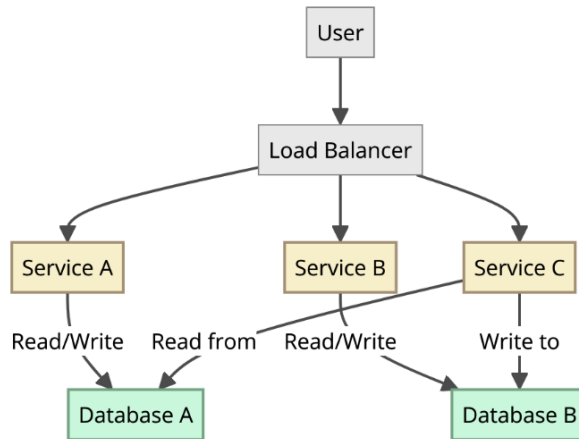 User
Load Balancer
Service A
Service B
Service C
Read/Write
Read from
Read/Write
Write to
Database A
Database B